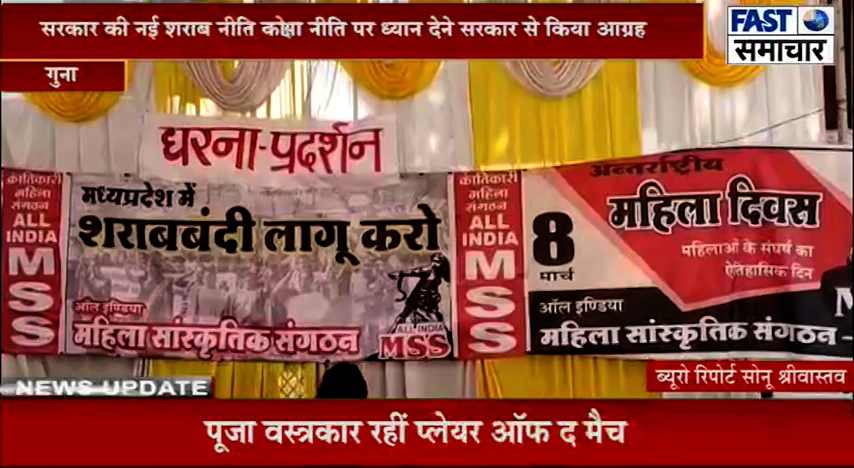 सरकार की नई शराब नीति कोसा नीति पर ध्यान देने सरकार से किया आग्रह
FAST
समाचार
गुना
धरना-प्रदर्शन
क्रांतिकारी
महिला
संगठन
ALL
INDIA
M
S
S
मध्यप्रदेश में
शराबबंदी लागू करो
ऑल इण्डिया
महिला सांस्कृतिक संगठन
ALL INDIA
MSS
क्रांतिकारी
महिला
संगठन
ALL
INDIA
M
S
S
अन्तर्राष्ट्रीय
8
मार्च
महिला दिवस
महिलाओं के संघर्ष का
ऐतिहासिक दिन
ऑल इण्डिया
महिला सांस्कृतिक संगठन
NEWS UPDATE
ब्यूरो रिपोर्ट सोनू श्रीवास्तव
पूजा वस्त्रकार रहीं प्लेयर ऑफ द मैच